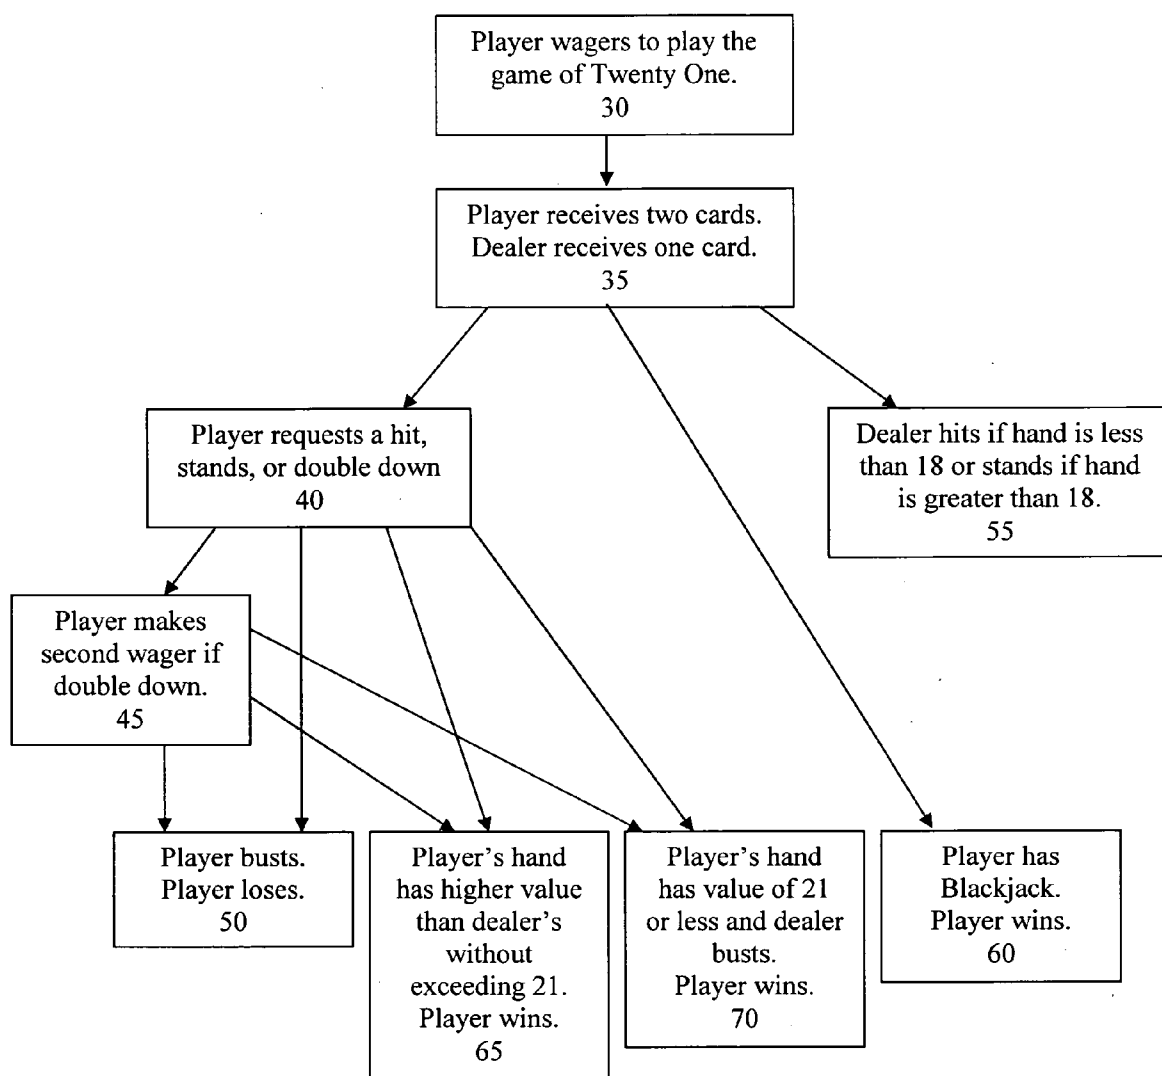 Player wagers to play the
game of Twenty One.
30
Player receives two cards.
Dealer receives one card.
35
Player requests a hit,
stands, or double down
40
Dealer hits if hand is less
than 18 or stands if hand
is greater than 18.
55
Player makes
second wager if
double down.
45
Player busts.
Player loses.
50
Player’s hand
has higher value
than dealer’s
without
exceeding 21.
Player wins.
65
Player’s hand
has value of 21
or less and dealer
busts.
Player wins.
70
Player has
Blackjack.
Player wins.
60